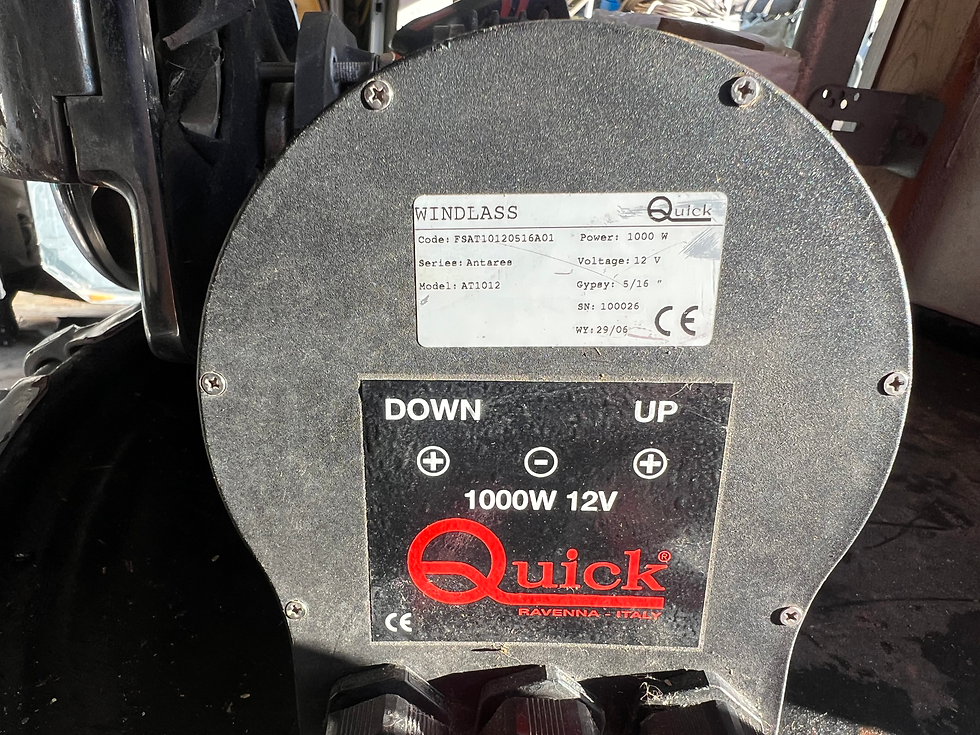 WINDLASS Quick
Code: FSAT10120516A01 Power: 1000 W
Series: Antares Voltage: 12 V
Model: AT1012 Gypsy: 5/16 "
SN: 100026
WY: 29/06 CE
DOWN UP
+ - +
1000W 12V
Quick®
RAVENNA - ITALY
CE